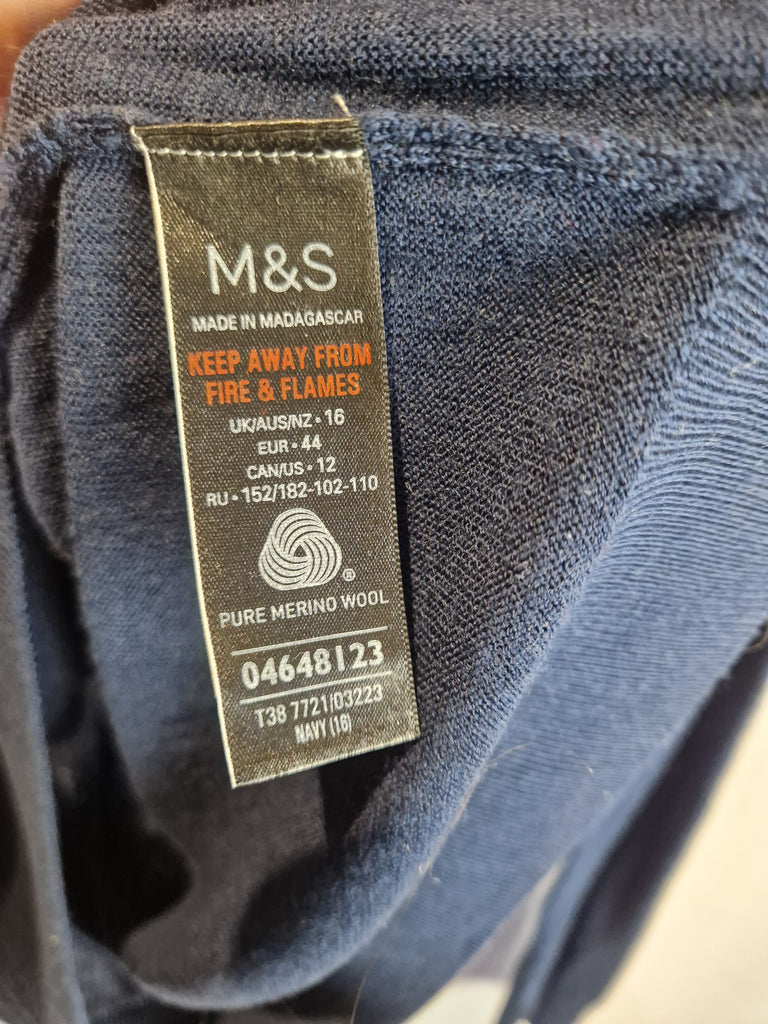 M&S
MADE IN MADAGASCAR
KEEP AWAY FROM
FIRE & FLAMES
UK/AUS/NZ • 16
EUR • 44
CAN/US • 12
RU • 152/182-102-110
®
PURE MERINO WOOL
04648123
T38 7721/03223
NAVY (16)